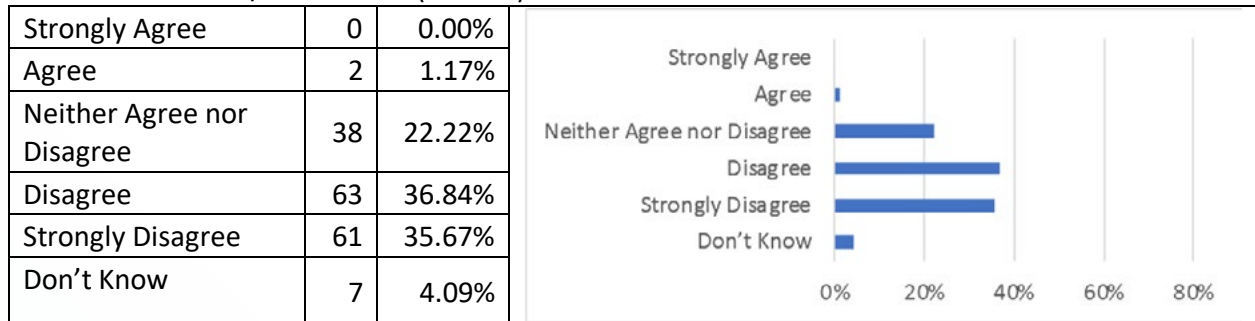 Strongly Agree 0 0.00%
Agree 2 1.17%
Neither Agree nor
Disagree 38 22.22%
Disagree 63 36.84%
Strongly Disagree 61 35.67%
Don't Know 7 4.09%
Strongly Agree
Agree
Neither Agree nor Disagree
Disagree
Strongly Disagree
Don't Know
0% 20% 40% 60% 80%